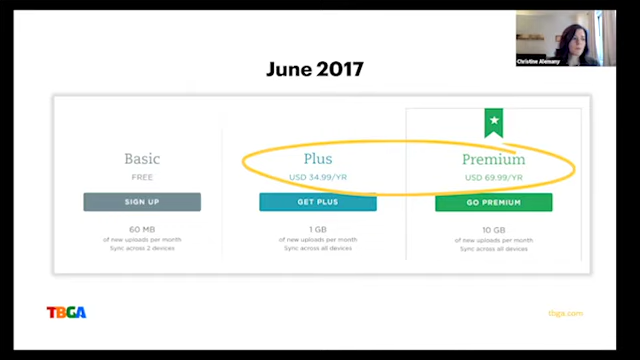 Christine Alemany
June 2017
Basic
FREE
SIGN UP
60 MB
of new uploads per month
Sync across 2 devices
Plus
USD 34.99/YR
GET PLUS
1 GB
of new uploads per month
Sync across all devices
Premium
USD 69.99/YR
GO PREMIUM
10 GB
of new uploads per month
Sync across all devices
TBGA
tbga.com